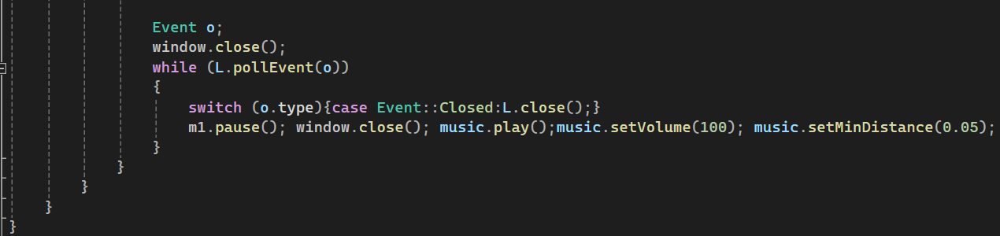 Event o;
window.close();
while (L.pollEvent(o))
{
switch (o.type){case Event::Closed:L.close();}
m1.pause(); window.close(); music.play();music.setVolume(100); music.setMinDistance(0.05);
}
}
}
}
}